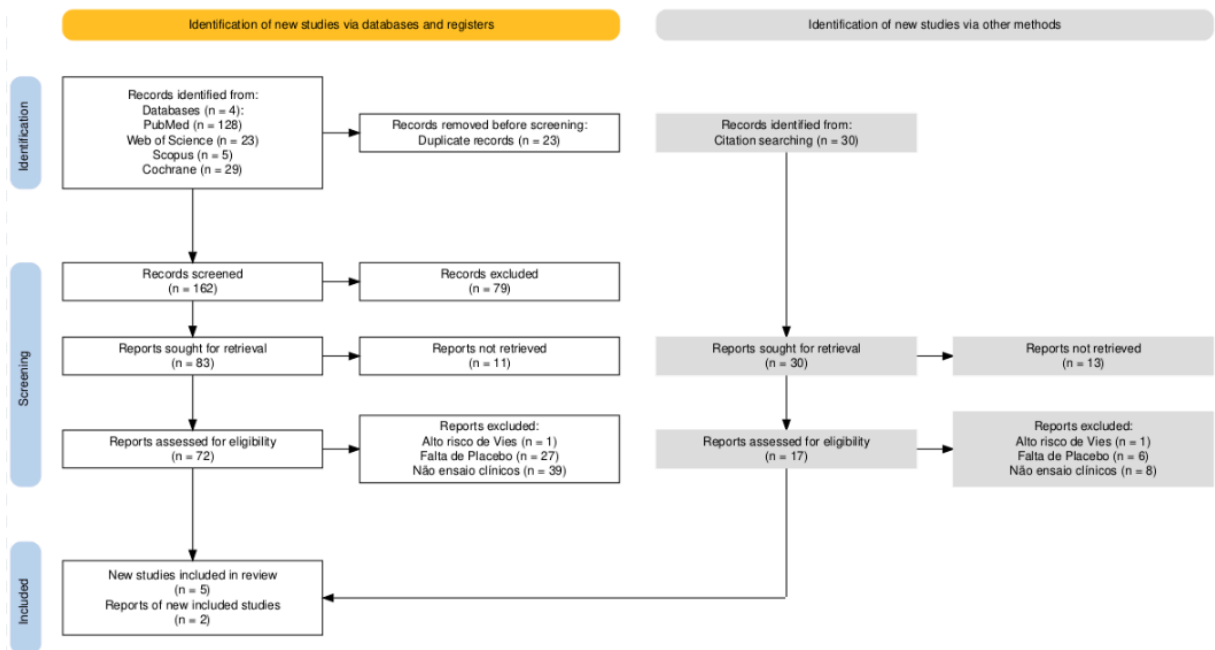 Identification of new studies via databases and registers
Identification of new studies via other methods
Identification
Records identified from:
Databases (n = 4):
PubMed (n = 128)
Web of Science (n = 23)
Scopus (n = 5)
Cochrane (n = 29)
Records removed before screening:
Duplicate records (n = 23)
Records identified from:
Citation searching (n = 30)
Screening
Records screened
(n = 162)
Records excluded
(n = 79)
Reports sought for retrieval
(n = 83)
Reports not retrieved
(n = 11)
Reports sought for retrieval
(n = 30)
Reports not retrieved
(n = 13)
Reports assessed for eligibility
(n = 72)
Reports excluded:
Alto risco de Vies (n = 1)
Falta de Placebo (n = 27)
Não ensaio clínicos (n = 39)
Reports assessed for eligibility
(n = 17)
Reports excluded:
Alto risco de Vies (n = 1)
Falta de Placebo (n = 6)
Não ensaio clínicos (n = 8)
Included
New studies included in review
(n = 5)
Reports of new included studies
(n = 2)